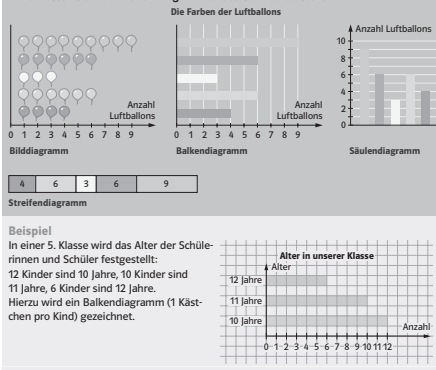 Die Farben der Luftballons
Anzahl
Luftballons
0 1 2 3 4 5 6 7 8 9
Bilddiagramm
Anzahl
Luftballons
0 1 2 3 4 5 6 7 8 9
Balkendiagramm
Anzahl Luftballons
10
8
6
4
2
0
Säulendiagramm
4 6 3 6 9
Streifendiagramm
Beispiel
In einer 5. Klasse wird das Alter der Schüle-
rinnen und Schüler festgestellt:
12 Kinder sind 10 Jahre, 10 Kinder sind
11 Jahre, 6 Kinder sind 12 Jahre.
Hierzu wird ein Balkendiagramm (1 Käst-
chen pro Kind) gezeichnet.
Alter in unserer Klasse
Alter
12 Jahre
11 Jahre
10 Jahre
Anzahl
0 1 2 3 4 5 6 7 8 9 10 11 12